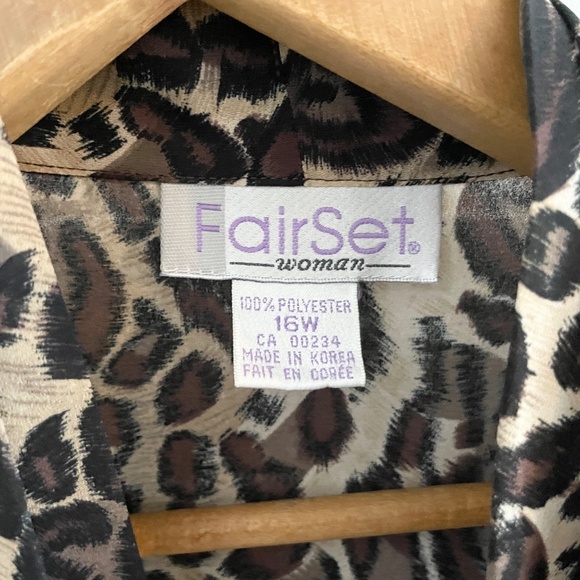 FairSet®
woman
100% POLYESTER
16W
CA 00234
MADE IN KOREA
FAIT EN CORÉE